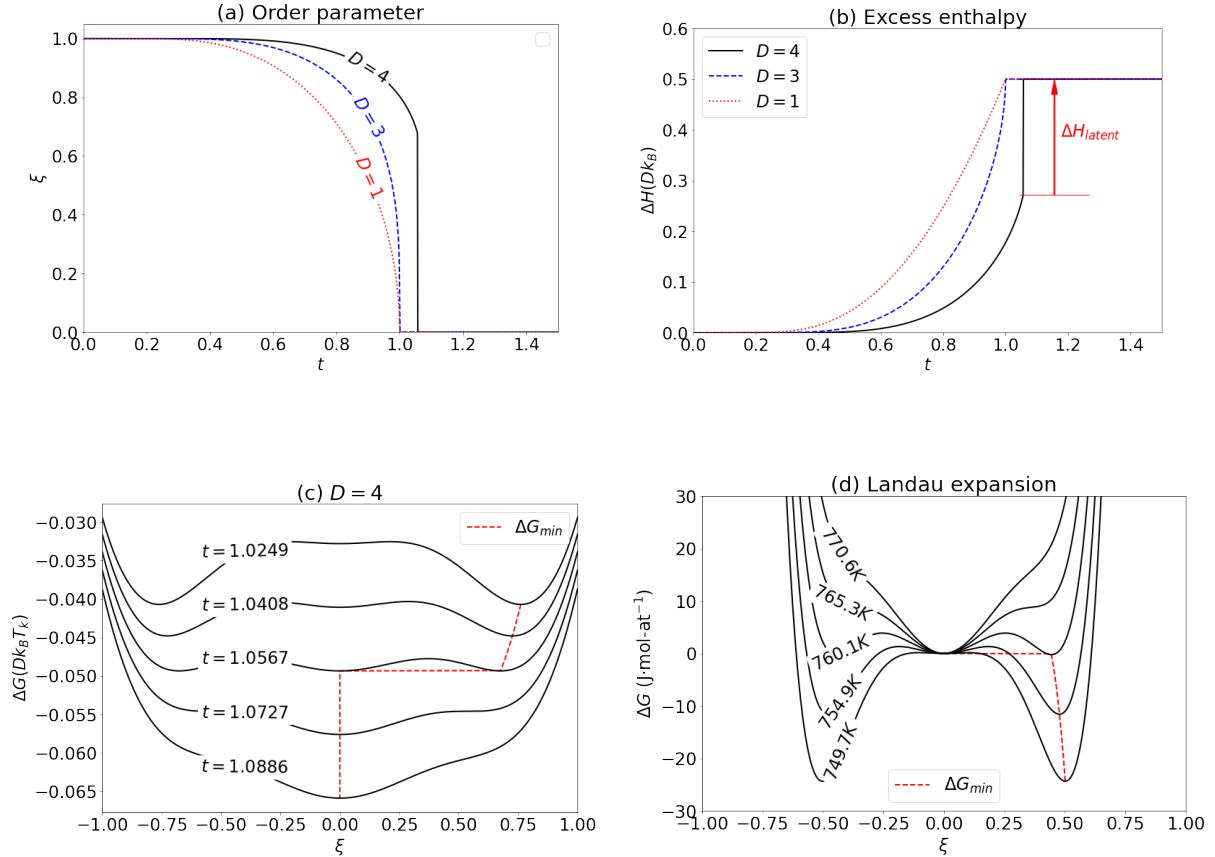 (a) Order parameter
1.0
0.8
0.6
0.4
0.2
0.0
ξ
D = 4
D = 3
D = 1
0.0 0.2 0.4 0.6 0.8 1.0 1.2 1.4
t
(b) Excess enthalpy
0.6
0.5
0.4
0.3
0.2
0.1
0.0
ΔH(Dk_B)
D = 4
D = 3
D = 1
ΔH_latent
0.0 0.2 0.4 0.6 0.8 1.0 1.2 1.4
t
(c) D = 4
−0.030
−0.035
−0.040
−0.045
−0.050
−0.055
−0.060
−0.065
ΔG(Dk_BT_k)
ΔG_min
t = 1.0249
t = 1.0408
t = 1.0567
t = 1.0727
t = 1.0886
−1.00 −0.75 −0.50 −0.25 0.00 0.25 0.50 0.75 1.00
ξ
(d) Landau expansion
30
20
10
0
−10
−20
−30
ΔG (J·mol-at⁻¹)
770.6K
765.3K
760.1K
754.9K
749.7K
ΔG_min
−1.00 −0.75 −0.50 −0.25 0.00 0.25 0.50 0.75 1.00
ξ